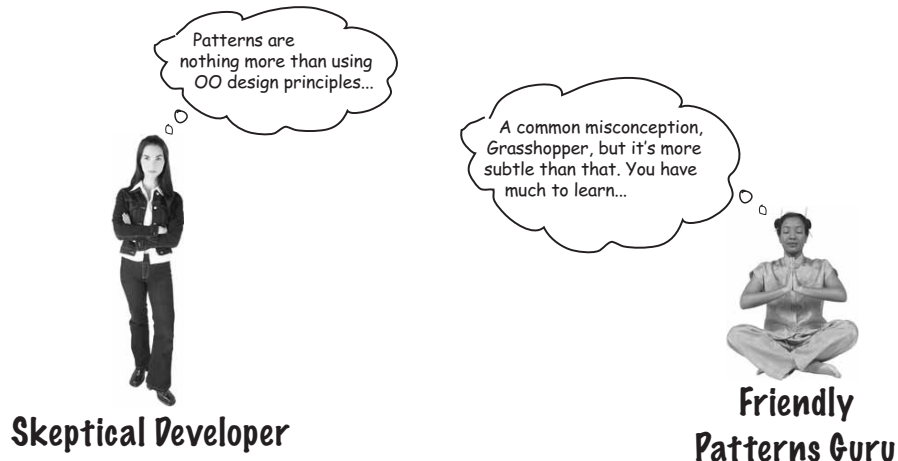 Patterns are
nothing more than using
OO design principles...
A common misconception,
Grasshopper, but it's more
subtle than that. You have
much to learn...
Skeptical Developer
Friendly
Patterns Guru